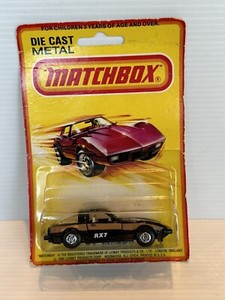 FOR CHILDREN 3 YEARS OF AGE AND OVER.
DIE CAST
METAL
MATCHBOX
RX7